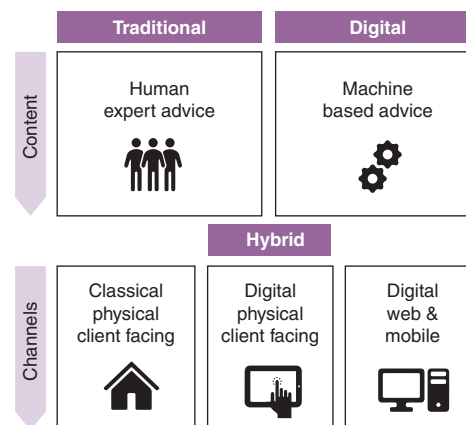 Traditional
Digital
Content
Human
expert advice
Machine
based advice
Hybrid
Channels
Classical
physical
client facing
Digital
physical
client facing
Digital
web &
mobile